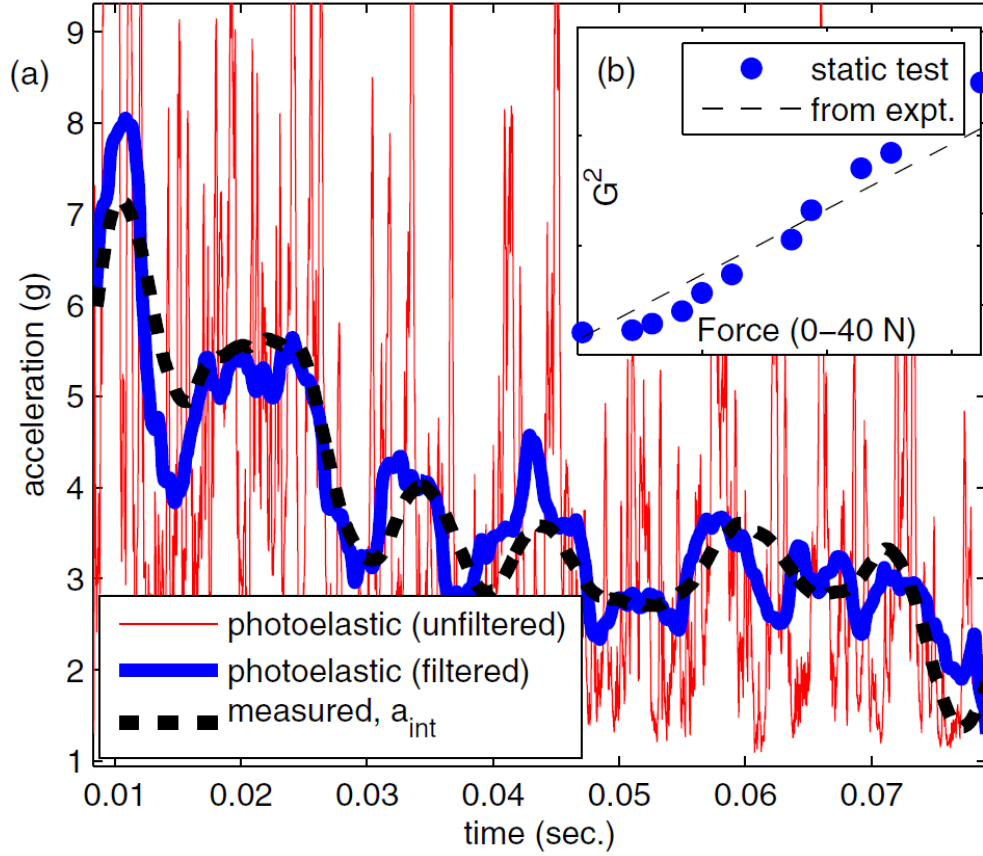 (a)
9
8
7
6
5
4
3
2
1
acceleration (g)
0.01 0.02 0.03 0.04 0.05 0.06 0.07
time (sec.)
photoelastic (unfiltered)
photoelastic (filtered)
measured, a_int
(b)
static test
from expt.
G²
Force (0–40 N)